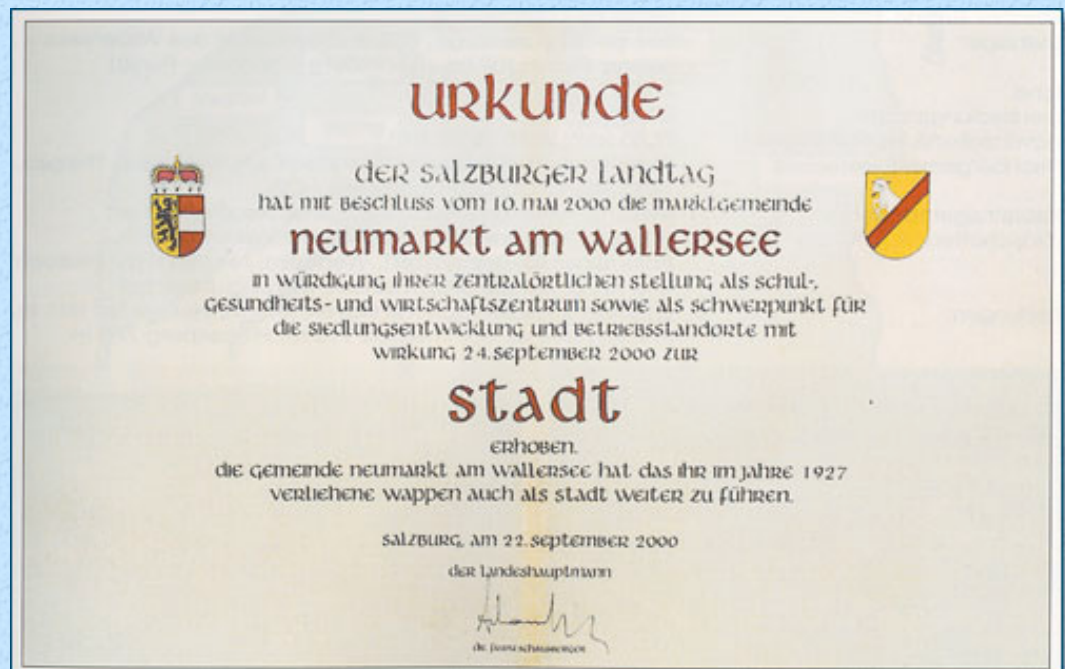 urkunde
der salzburger landtag
hat mit beschluss vom 10. mai 2000 die marktgemeinde
neumarkt am wallersee
in würdigung ihrer zentralörtlichen stellung als schul-,
gesundheits- und wirtschaftszentrum sowie als schwerpunkt für
die siedlungsentwicklung und betriebsstandorte mit
wirkung 24. september 2000 zur
stadt
erhoben.
die gemeinde neumarkt am wallersee hat das ihr im jahre 1927
verliehene wappen auch als stadt weiter zu führen.
salzburg, am 22. september 2000
der landeshauptmann
dr. franz schausberger